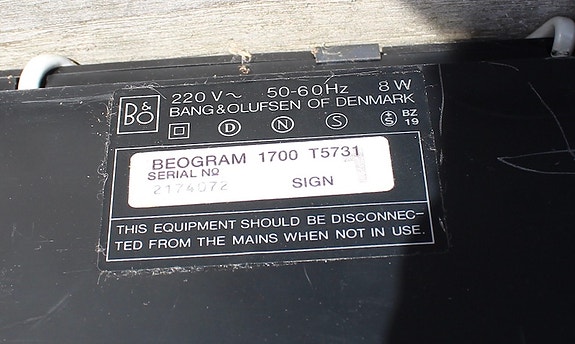 B&O
220 V~ 50-60Hz 8 W
BANG & OLUFSEN OF DENMARK
D N S S BZ 19
BEOGRAM 1700 T5731
SERIAL Nº
2174072 SIGN
THIS EQUIPMENT SHOULD BE DISCONNEC-
TED FROM THE MAINS WHEN NOT IN USE.